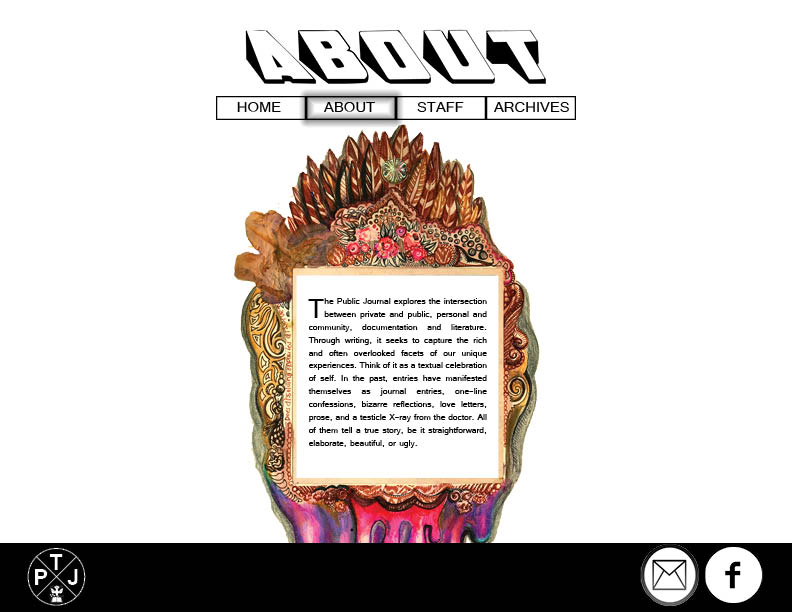 ABOUT
HOME ABOUT STAFF ARCHIVES
The Public Journal explores the intersection
between private and public, personal and
community, documentation and literature.
Through writing, it seeks to capture the rich
and often overlooked facets of our unique
experiences. Think of it as a textual celebration
of self. In the past, entries have manifested
themselves as journal entries, one-line
confessions, bizarre reflections, love letters,
prose, and a testicle X-ray from the doctor. All
of them tell a true story, be it straightforward,
elaborate, beautiful, or ugly.
T
P J
f